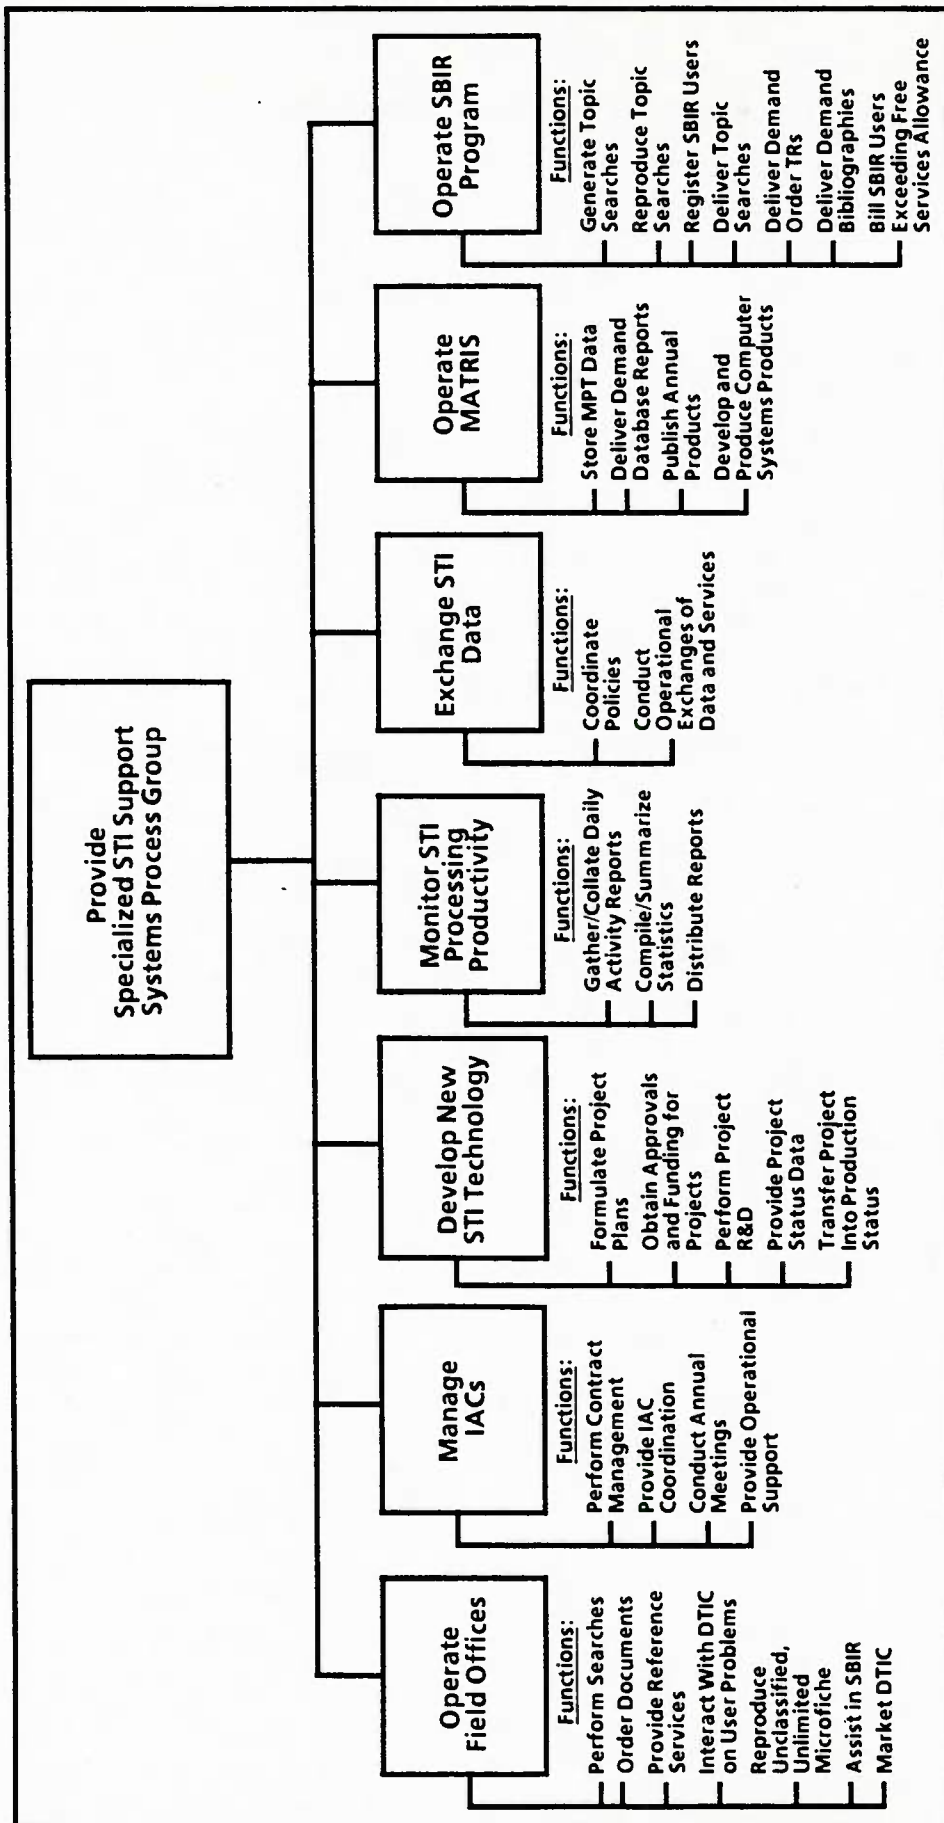 Provide
Specialized STI Support
Systems Process Group
Operate
Field Offices
Functions:
Perform Searches
Order Documents
Provide Reference
Services
Interact With DTIC
on User Problems
Reproduce
Unclassified,
Unlimited
Microfiche
Assist in SBIR
Market DTIC
Manage
IACs
Functions:
Perform Contract
Management
Provide IAC
Coordination
Conduct Annual
Meetings
Provide Operational
Support
Develop New
STI Technology
Functions:
Formulate Project
Plans
Obtain Approvals
and Funding for
Projects
Perform Project
R&D
Provide Project
Status Data
Transfer Project
Into Production
Status
Monitor STI
Processing
Productivity
Functions:
Gather/Collate Daily
Activity Reports
Compile/Summarize
Statistics
Distribute Reports
Exchange STI
Data
Functions:
Coordinate
Policies
Conduct
Operational
Exchanges of
Data and Services
Operate
MATRIS
Functions:
Store MPT Data
Deliver Demand
Database Reports
Publish Annual
Products
Develop and
Produce Computer
Systems Products
Operate SBIR
Program
Functions:
Generate Topic
Searches
Reproduce Topic
Searches
Register SBIR Users
Deliver Topic
Searches
Deliver Demand
Order TRs
Deliver Demand
Bibliographies
Bill SBIR Users
Exceeding Free
Services Allowance